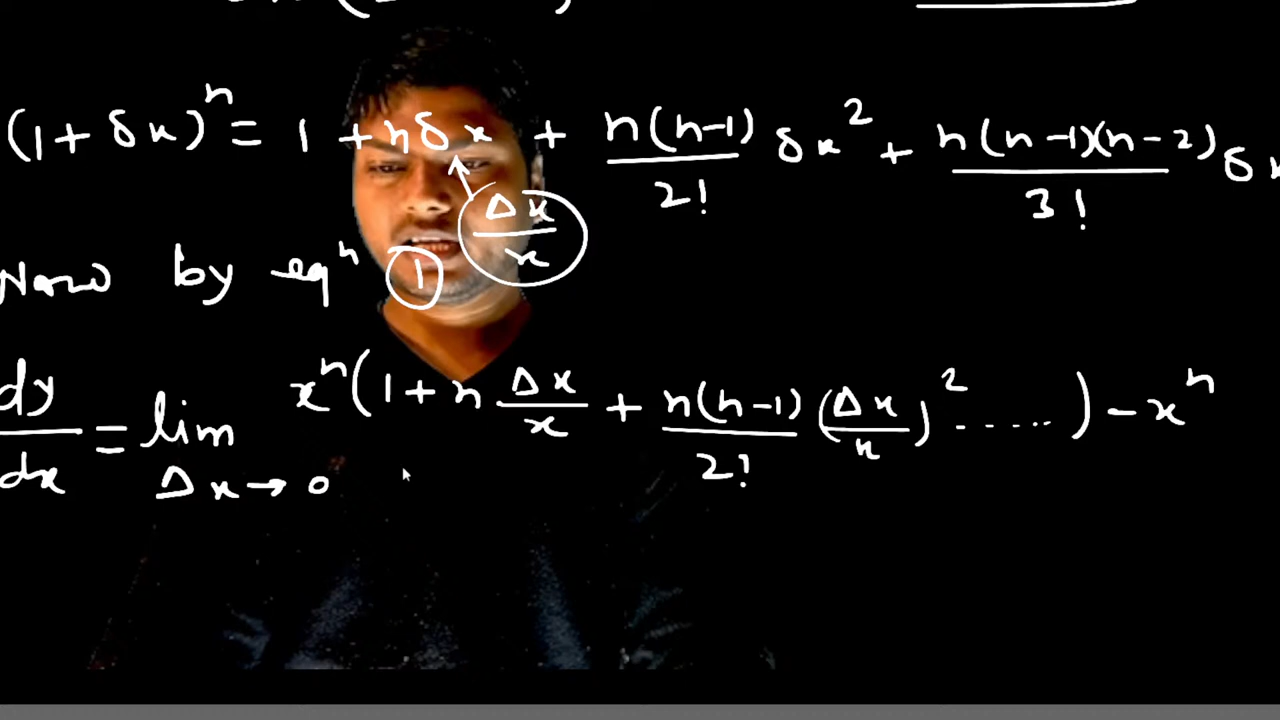 (1 + δx)ⁿ = 1 + nδx + n(n-1)/2! δx² + n(n-1)(n-2)/3! δx
Δx/x
Now by eqⁿ ①
dy/dx = lim Δx→0 xⁿ(1 + n Δx/x + n(n-1)/2! (Δx/x)² .....) - xⁿ